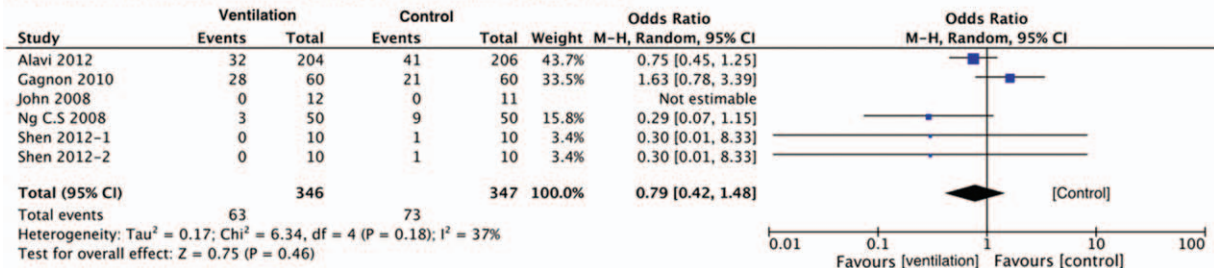 Ventilation Control Odds Ratio Odds Ratio
Study Events Total Events Total Weight M-H, Random, 95% CI M-H, Random, 95% CI
Alavi 2012 32 204 41 206 43.7% 0.75 [0.45, 1.25]
Gagnon 2010 28 60 21 60 33.5% 1.63 [0.78, 3.39]
John 2008 0 12 0 11 Not estimable
Ng C.S 2008 3 50 9 50 15.8% 0.29 [0.07, 1.15]
Shen 2012-1 0 10 1 10 3.4% 0.30 [0.01, 8.33]
Shen 2012-2 0 10 1 10 3.4% 0.30 [0.01, 8.33]
Total (95% CI) 346 347 100.0% 0.79 [0.42, 1.48] [Control]
Total events 63 73
Heterogeneity: Tau² = 0.17; Chi² = 6.34, df = 4 (P = 0.18); I² = 37%
Test for overall effect: Z = 0.75 (P = 0.46)
0.01 0.1 1 10 100
Favours [ventilation] Favours [control]